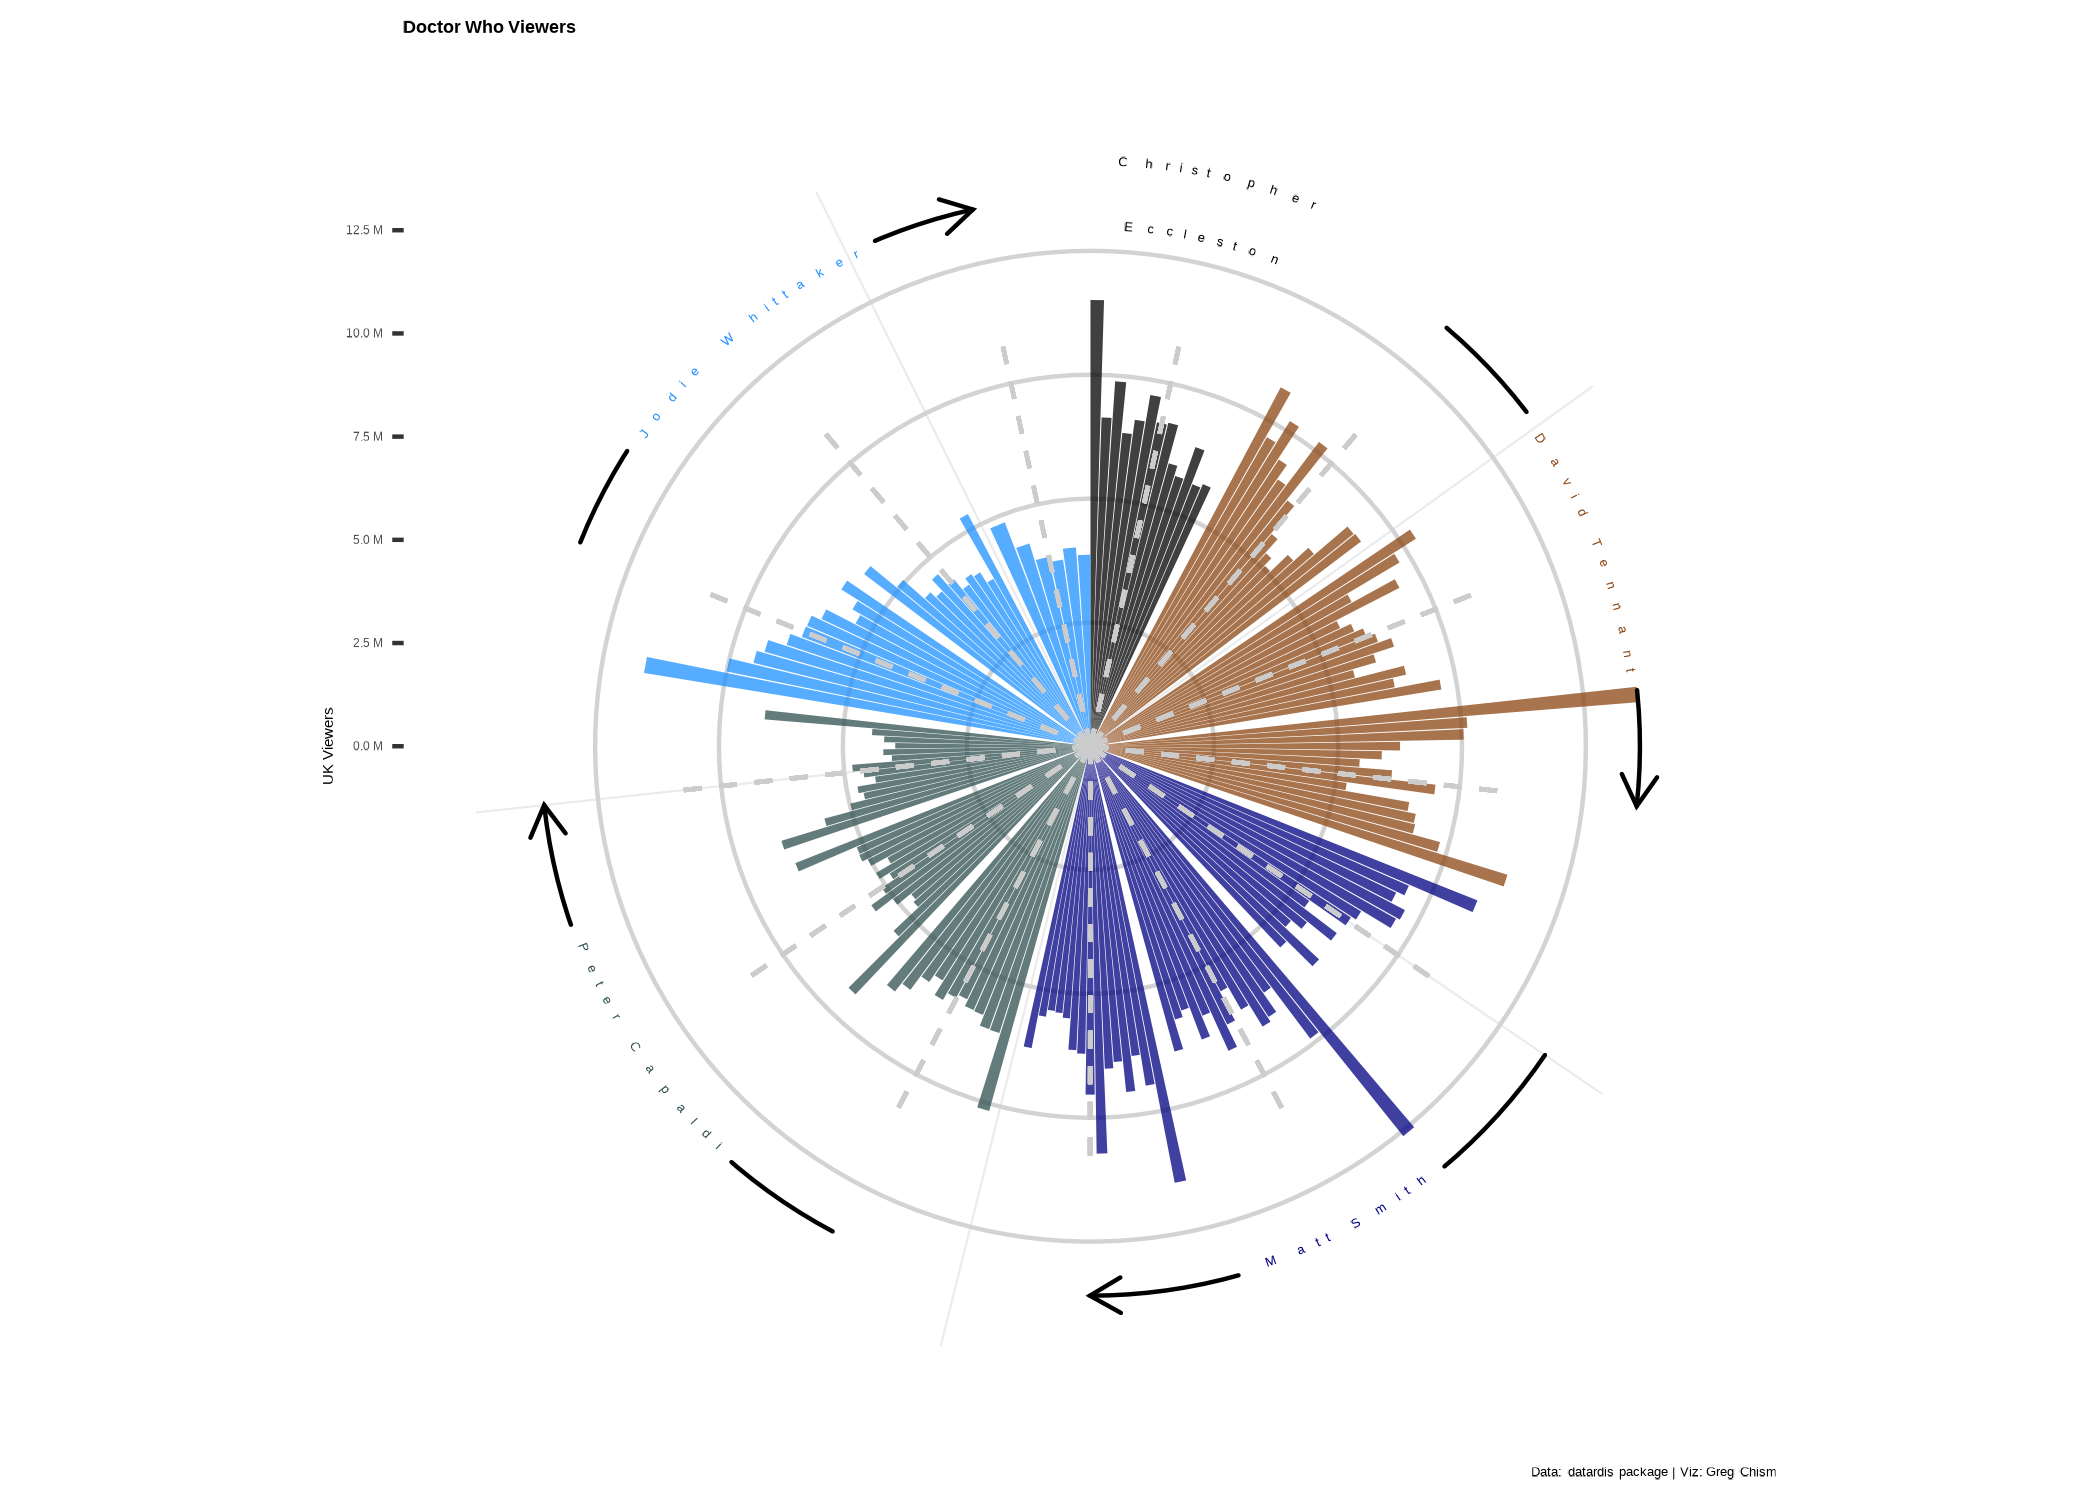 Doctor Who Viewers
Christopher
Eccleston
David Tennant
Matt Smith
Peter Capaldi
Jodie Whittaker
12.5 M
10.0 M
7.5 M
5.0 M
2.5 M
0.0 M
UK Viewers
Data: datardis package | Viz: Greg Chism